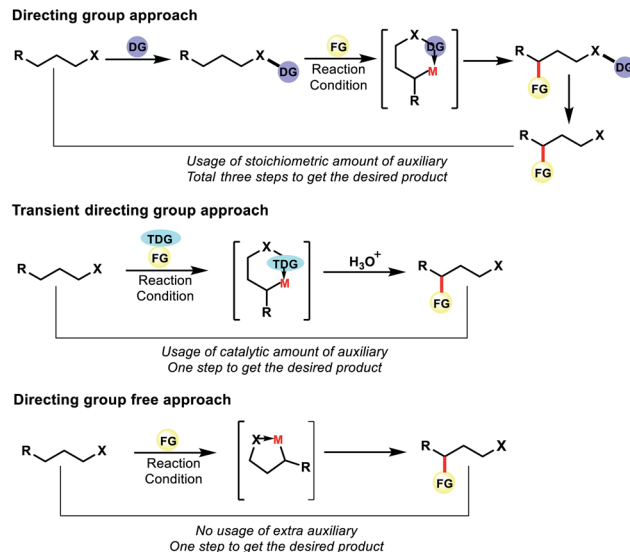 Directing group approach
R X DG X DG FG Reaction Condition X DG M R R X DG FG
R X FG
Usage of stoichiometric amount of auxiliary
Total three steps to get the desired product
Transient directing group approach
R X TDG FG Reaction Condition X TDG M R H3O+ R X FG
Usage of catalytic amount of auxiliary
One step to get the desired product
Directing group free approach
R X FG Reaction Condition X M R R X FG
No usage of extra auxiliary
One step to get the desired product